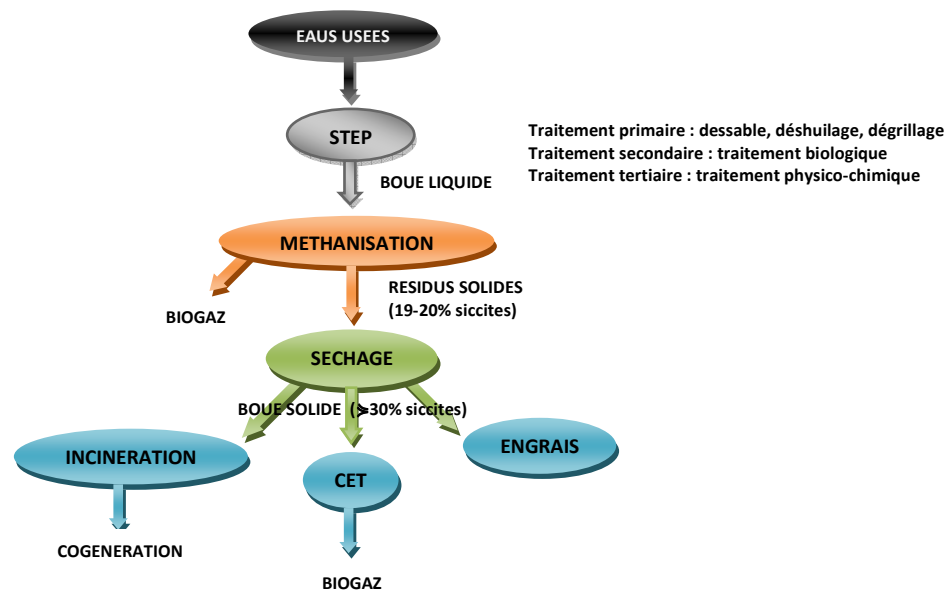 EAUS USEES
STEP
Traitement primaire : dessable, déshuilage, dégrillage
Traitement secondaire : traitement biologique
Traitement tertiaire : traitement physico-chimique
BOUE LIQUIDE
METHANISATION
RESIDUS SOLIDES
(19-20% siccites)
BIOGAZ
SECHAGE
BOUE SOLIDE (⩾30% siccites)
ENGRAIS
INCINERATION
CET
COGENERATION
BIOGAZ